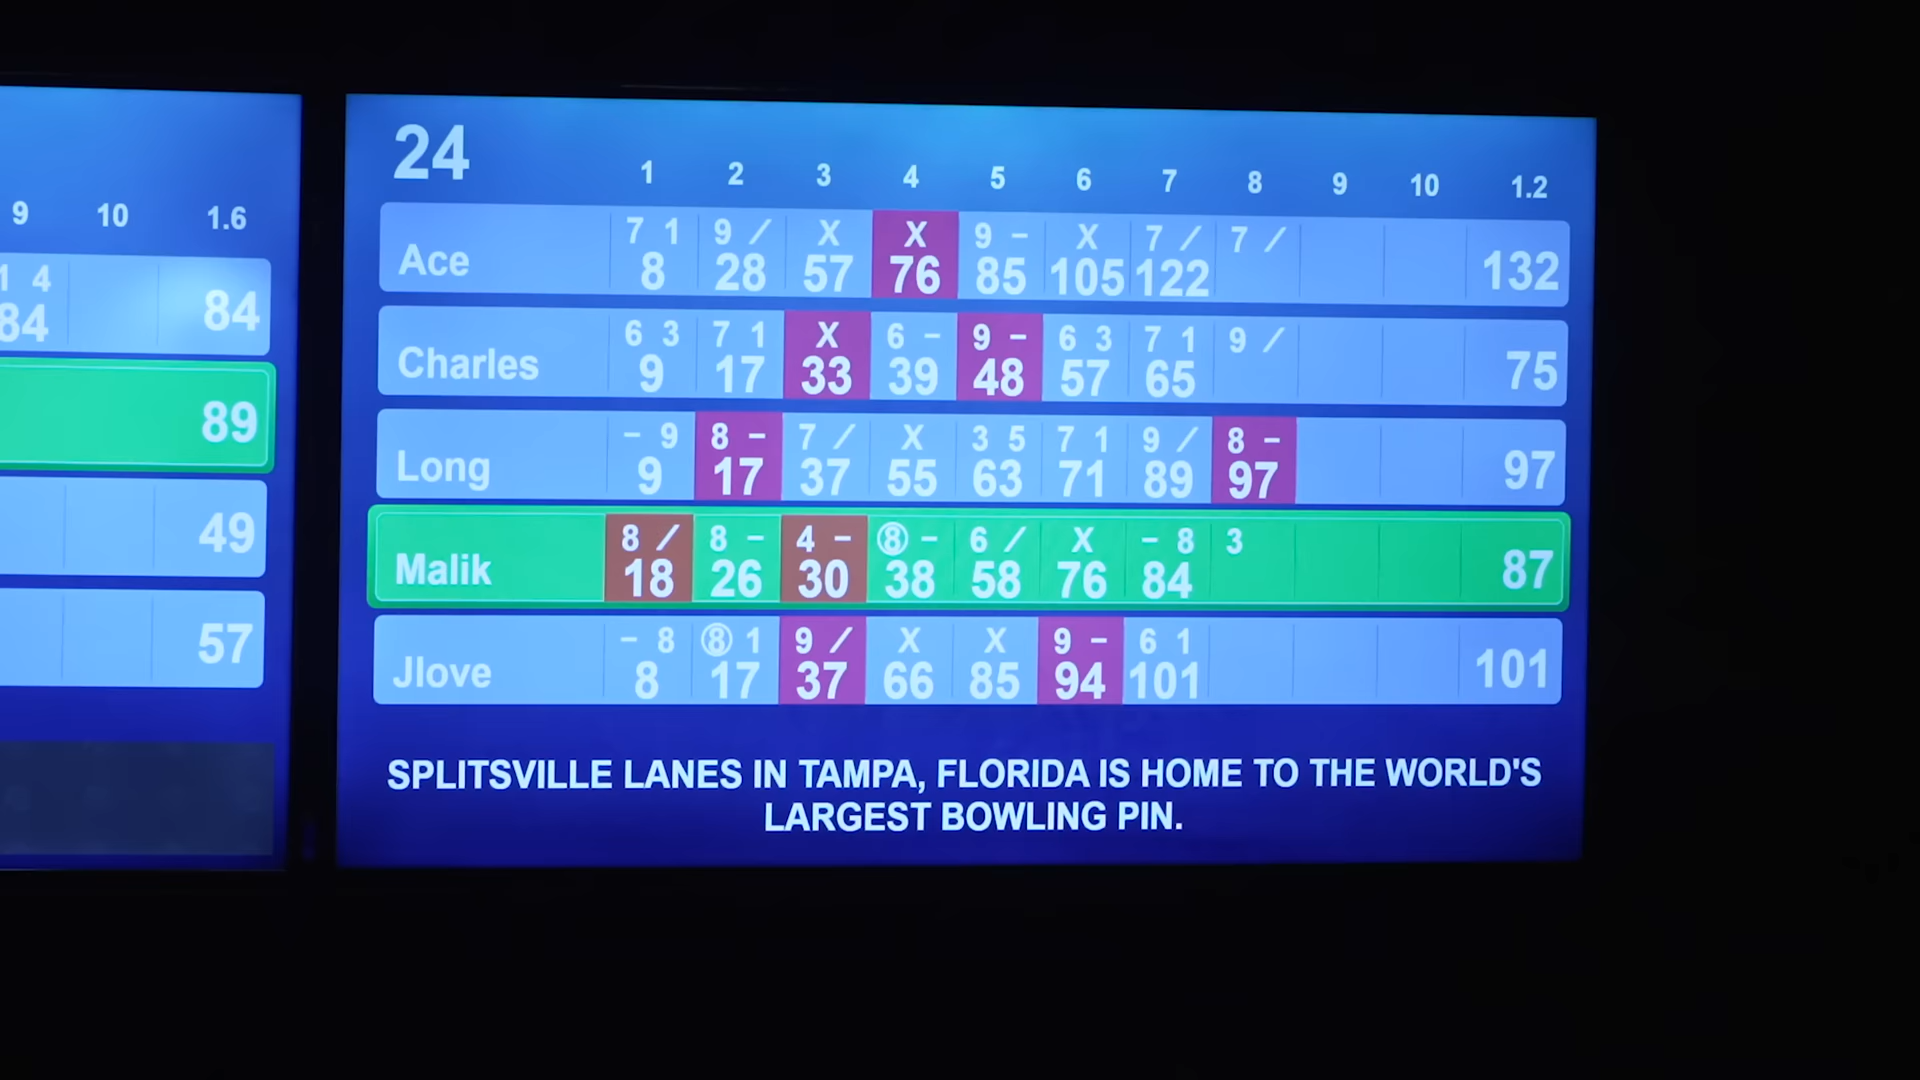 9 10 1.6
1 4
84 84
89
49
57
24 1 2 3 4 5 6 7 8 9 10 1.2
Ace 7 1 9 / X X 9 - X 7 / 7 /
8 28 57 76 85 105 122 132
Charles 6 3 7 1 X 6 - 9 - 6 3 7 1 9 /
9 17 33 39 48 57 65 75
Long - 9 8 - 7 / X 3 5 7 1 9 / 8 -
9 17 37 55 63 71 89 97 97
Malik 8 / 8 - 4 - ⑧ - 6 / X - 8 3
18 26 30 38 58 76 84 87
Jlove - 8 ⑧ 1 9 / X X 9 - 6 1
8 17 37 66 85 94 101 101
SPLITSVILLE LANES IN TAMPA, FLORIDA IS HOME TO THE WORLD'S
LARGEST BOWLING PIN.